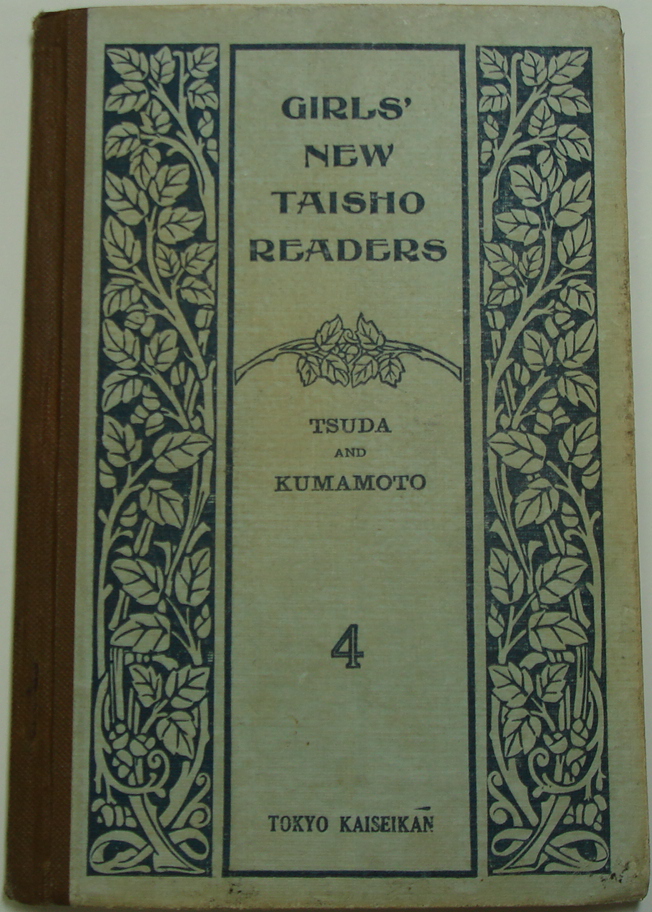 GIRLS'
NEW
TAISHO
READERS
TSUDA
AND
KUMAMOTO
4
TOKYO KAISEIKAN